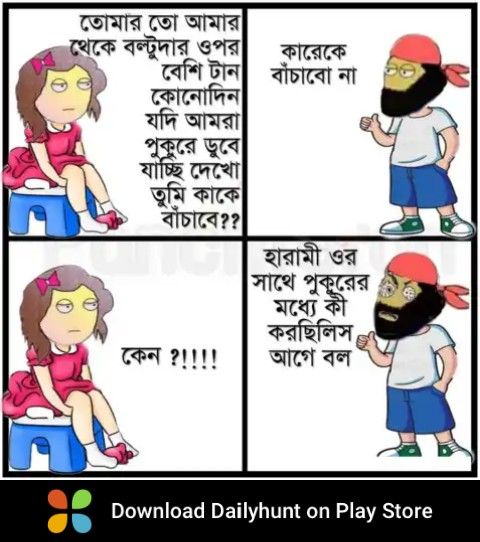 তোমার তো আমার
থেকে বল্টুদার ওপর
বেশি টান
কোনোদিন
যদি আমরা
পুকুরে ডুবে
যাচ্ছি দেখো
তুমি কাকে
বাঁচাবে??
কারেকে
বাঁচাবো না
কেন ?!!!!
হারামী ওর
সাথে পুকুরের
মধ্যে কী
করছিলিস
আগে বল
Download Dailyhunt on Play Store